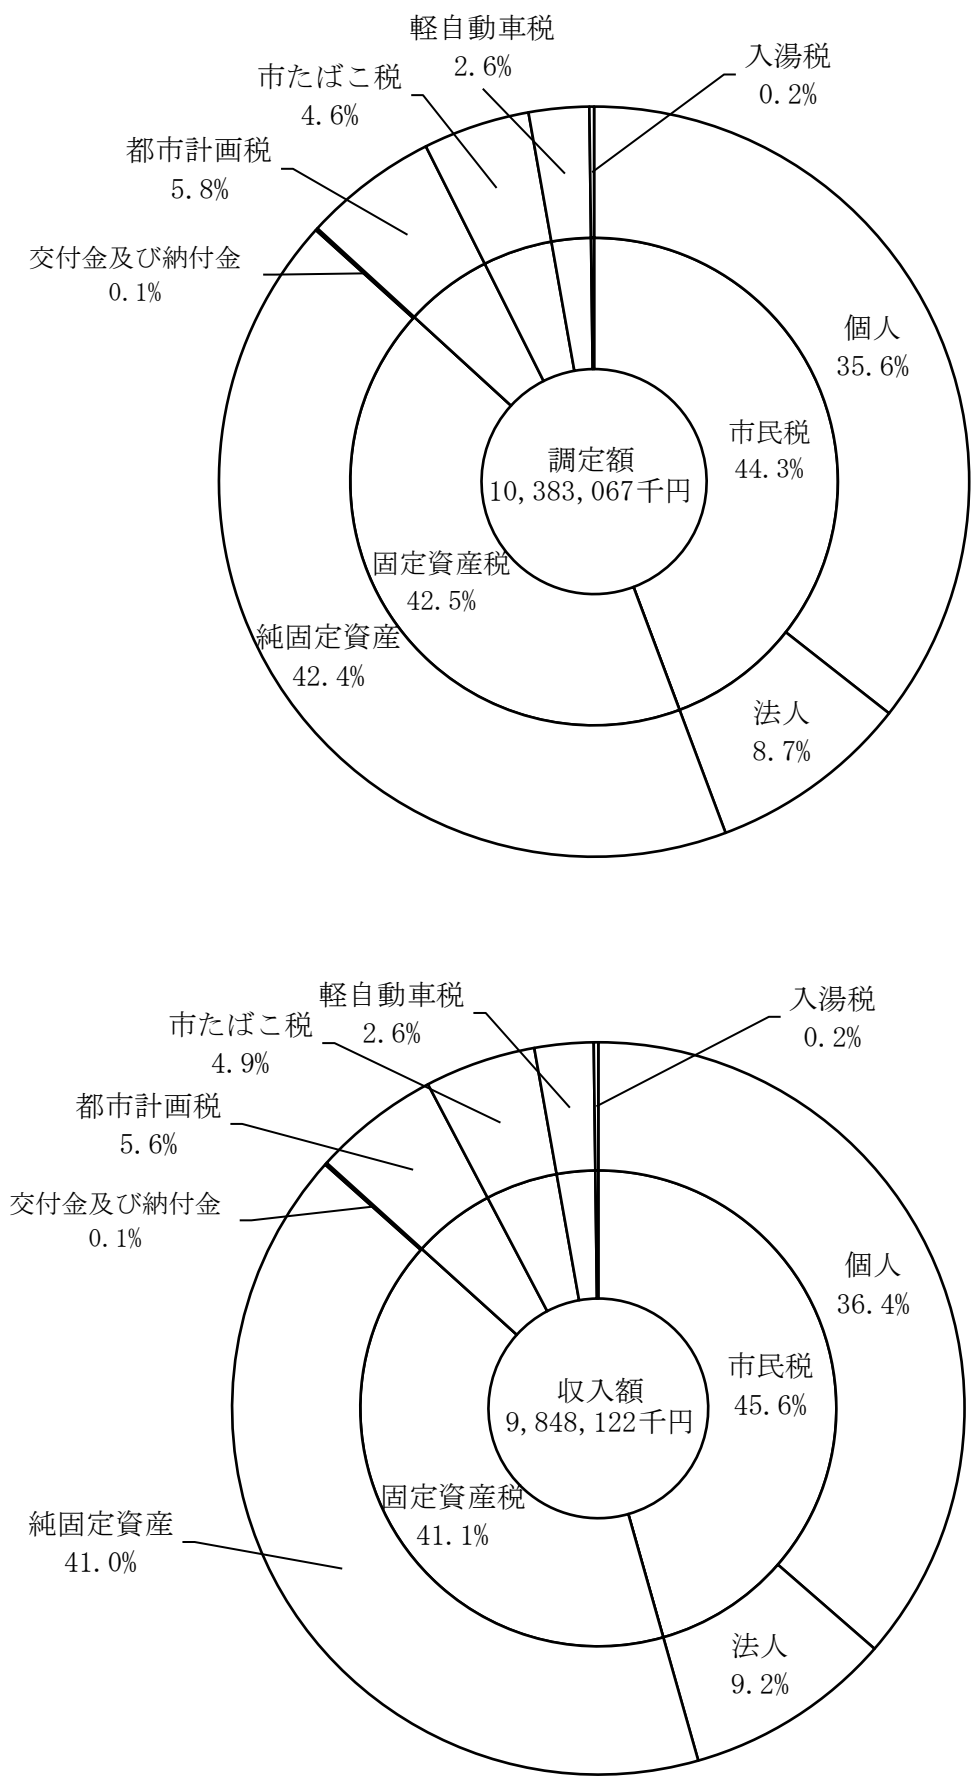 軽自動車税
2.6%
入湯税
0.2%
市たばこ税
4.6%
都市計画税
5.8%
交付金及び納付金
0.1%
個人
35.6%
市民税
44.3%
調定額
10,383,067千円
固定資産税
42.5%
純固定資産
42.4%
法人
8.7%
軽自動車税
2.6%
入湯税
0.2%
市たばこ税
4.9%
都市計画税
5.6%
交付金及び納付金
0.1%
個人
36.4%
市民税
45.6%
収入額
9,848,122千円
固定資産税
41.1%
純固定資産
41.0%
法人
9.2%